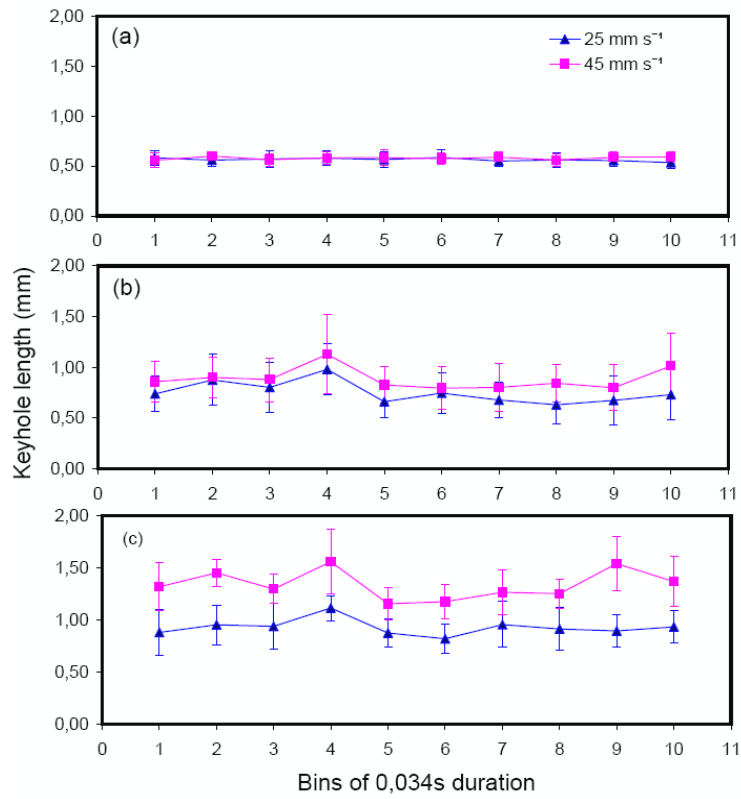 (a)
25 mm s⁻¹
45 mm s⁻¹
2,00
1,50
1,00
0,50
0,00
0 1 2 3 4 5 6 7 8 9 10 11
(b)
2,00
1,50
1,00
0,50
0,00
0 1 2 3 4 5 6 7 8 9 10 11
Keyhole length (mm)
(c)
2,00
1,50
1,00
0,50
0,00
0 1 2 3 4 5 6 7 8 9 10 11
Bins of 0,034s duration